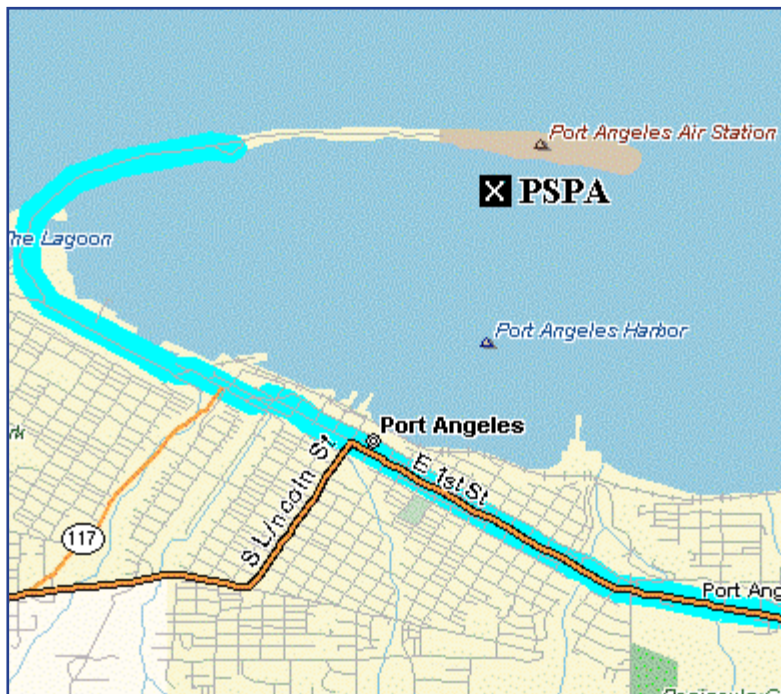 Port Angeles Air Station
PSPA
The Lagoon
Port Angeles Harbor
Port Angeles
rk
S Lincoln St
E 1st St
117
Port Ang